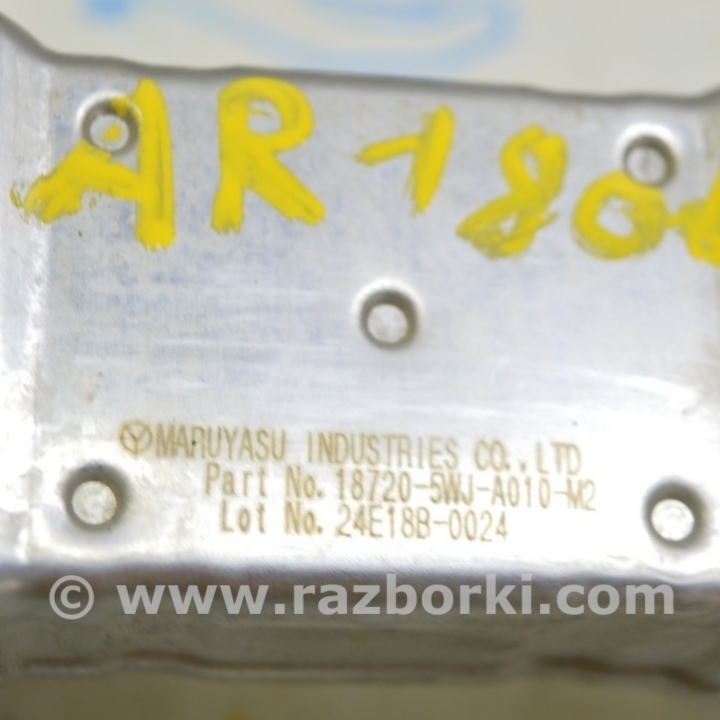 AR-180
MARUYASU INDUSTRIES CO.,LTD
Part No. 18720-5WJ-A010-M2
Lot No. 24E18B-0024
© www.razborki.com